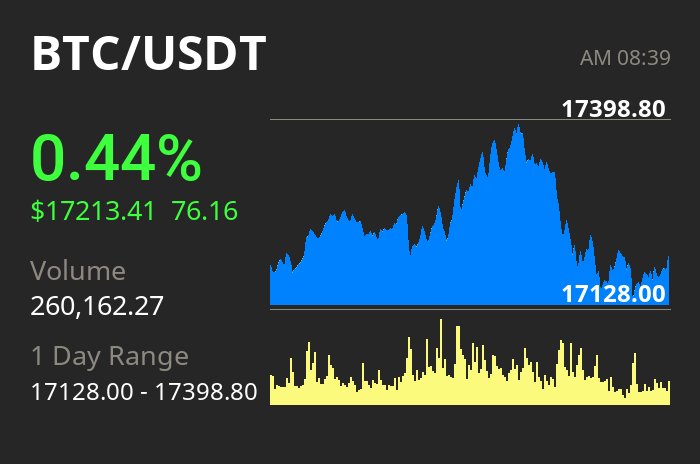 BTC/USDT
AM 08:39
17398.80
0.44%
$17213.41 76.16
Volume
260,162.27
17128.00
1 Day Range
17128.00 - 17398.80